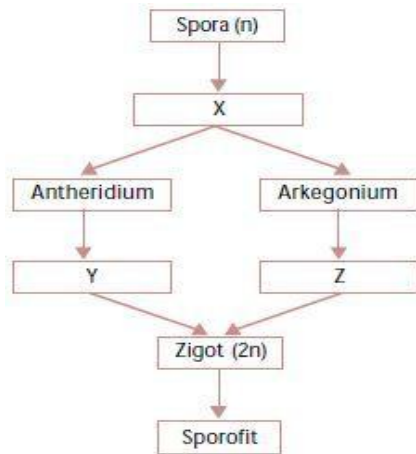 Spora (n)
X
Antheridium
Arkegonium
Y
Z
Zigot (2n)
Sporofit